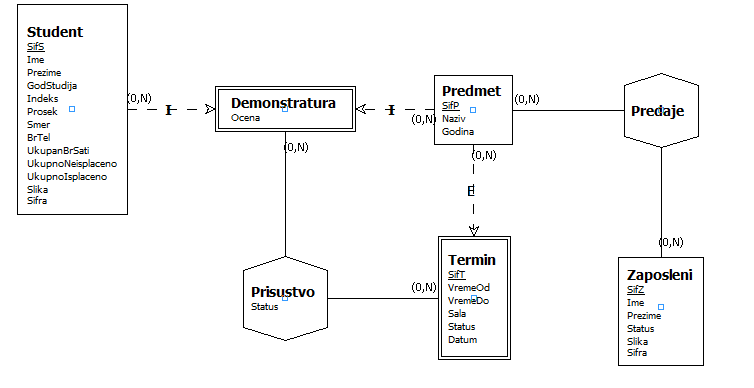 Student
SifS
Ime
Prezime
GodStudija
Indeks
Prosek
Smer
BrTel
UkupanBrSati
UkupnoNeisplaceno
UkupnoIsplaceno
Slika
Sifra
(0,N)
I
Demonstratura
Ocena
(0,N)
I
(0,N)
Predmet
SifP
Naziv
Godina
(0,N)
(0,N)
Predaje
E
Prisustvo
Status
(0,N)
Termin
SifT
VremeOd
VremeDo
Sala
Status
Datum
(0,N)
Zaposleni
SifZ
Ime
Prezime
Status
Slika
Sifra